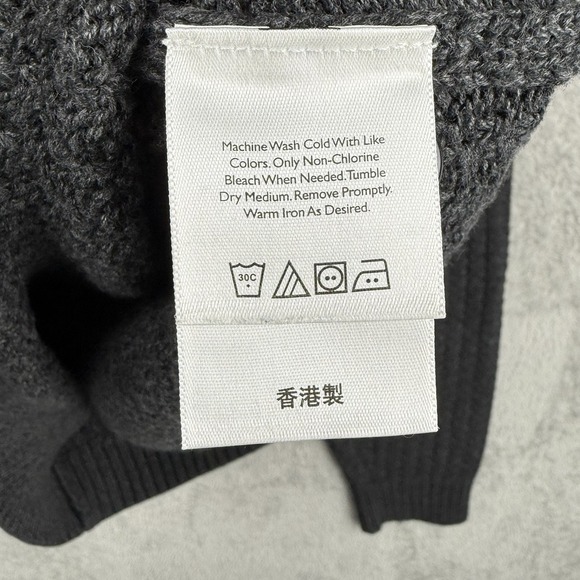 Machine Wash Cold With Like
Colors. Only Non-Chlorine
Bleach When Needed. Tumble
Dry Medium. Remove Promptly.
Warm Iron As Desired.
30C
香港製